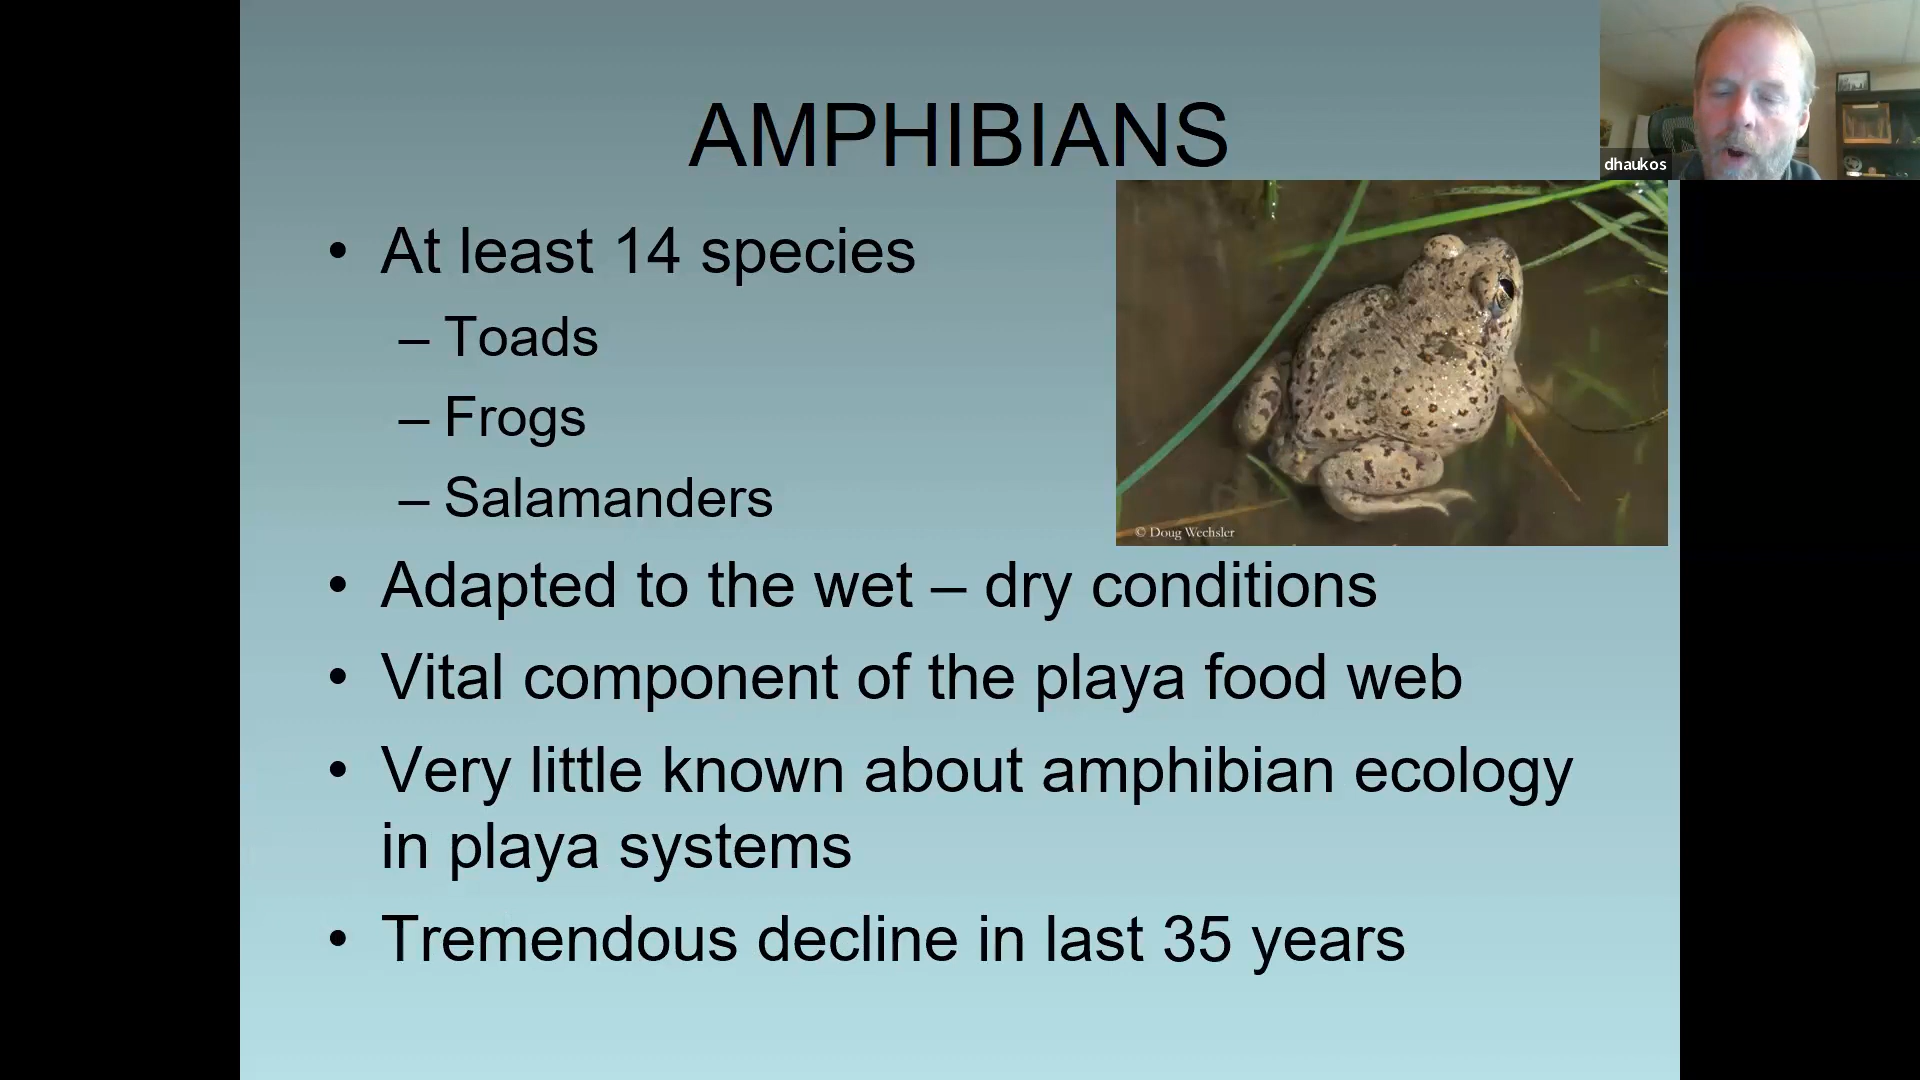 AMPHIBIANS
dhaukos
• At least 14 species
– Toads
– Frogs
– Salamanders
© Doug Wechsler
• Adapted to the wet – dry conditions
• Vital component of the playa food web
• Very little known about amphibian ecology
in playa systems
• Tremendous decline in last 35 years